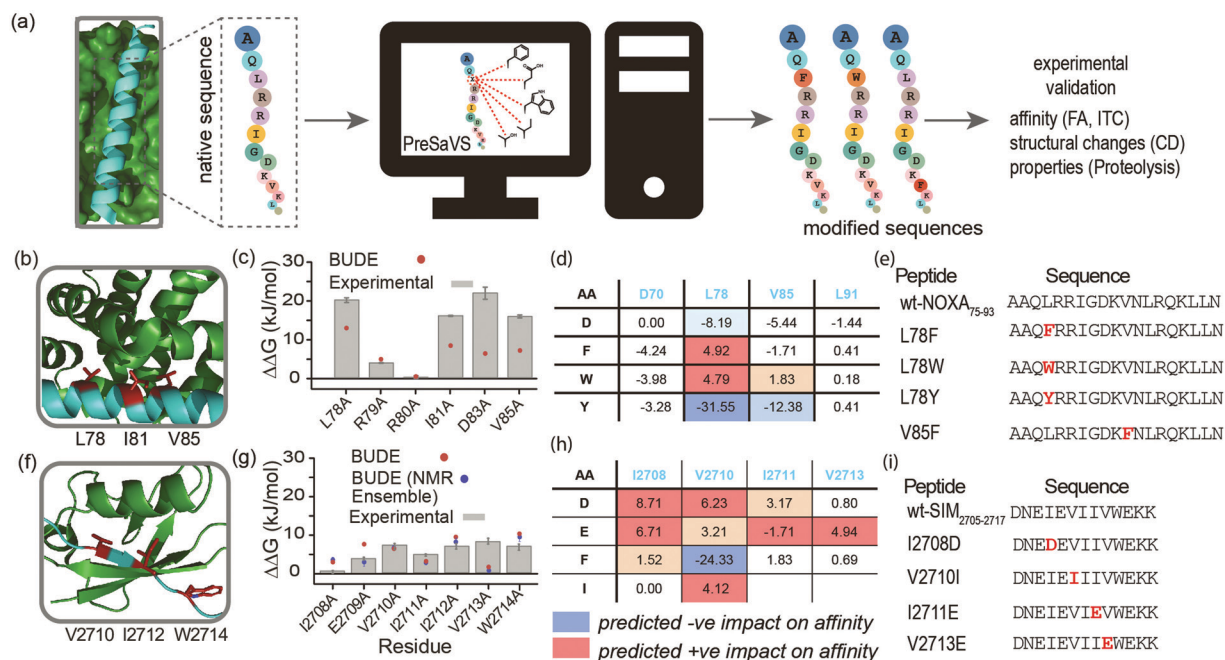 (a)
native sequence
A
Q
L
R
R
I
G
D
K
V
K
L
PreSaVS
A
Q
F
R
R
I
G
D
K
V
K
L
A
Q
W
R
R
I
G
D
K
V
K
L
A
Q
L
R
R
I
G
D
K
F
K
L
modified sequences
experimental
validation
affinity (FA, ITC)
structural changes (CD)
properties (Proteolysis)
(b)
L78 I81 V85
(c)
ΔΔG (kJ/mol)
30
20
10
0
BUDE
Experimental
L78A R79A R80A I81A D83A V85A
(d)
AA D70 L78 V85 L91
D 0.00 -8.19 -5.44 -1.44
F -4.24 4.92 -1.71 0.41
W -3.98 4.79 1.83 0.18
Y -3.28 -31.55 -12.38 0.41
(e)
Peptide Sequence
wt-NOXA75-93 AAQLRRIGDKVNLRQKLLN
L78F AAQFRRIGDKVNLRQKLLN
L78W AAQWRRIGDKVNLRQKLLN
L78Y AAQYRRIGDKVNLRQKLLN
V85F AAQLRRIGDKFNLRQKLLN
(f)
V2710 I2712 W2714
(g)
ΔΔG (kJ/mol)
30
20
10
0
BUDE
BUDE (NMR
Ensemble)
Experimental
I2708A E2709A V2710A I2711A I2712A V2713A W2714A
Residue
(h)
AA I2708 V2710 I2711 V2713
D 8.71 6.23 3.17 0.80
E 6.71 3.21 -1.71 4.94
F 1.52 -24.33 1.83 0.69
I 0.00 4.12
predicted -ve impact on affinity
predicted +ve impact on affinity
(i)
Peptide Sequence
wt-SIM2705-2717 DNEIEVIIVWEKK
I2708D DNEDEVIIVWEKK
V2710I DNEIEIIIVWEKK
I2711E DNEIEVIEVWEKK
V2713E DNEIEVIIEWEKK